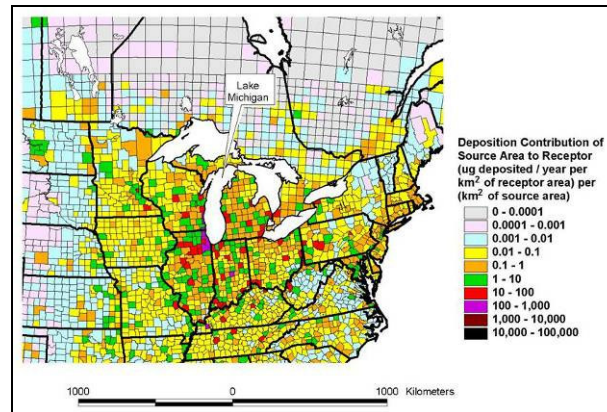 Lake
Michigan
Deposition Contribution of
Source Area to Receptor
(ug deposited / year per
km² of receptor area) per
(km² of source area)
0 - 0.0001
0.0001 - 0.001
0.001 - 0.01
0.01 - 0.1
0.1 - 1
1 - 10
10 - 100
100 - 1,000
1,000 - 10,000
10,000 - 100,000
1000 0 1000 Kilometers